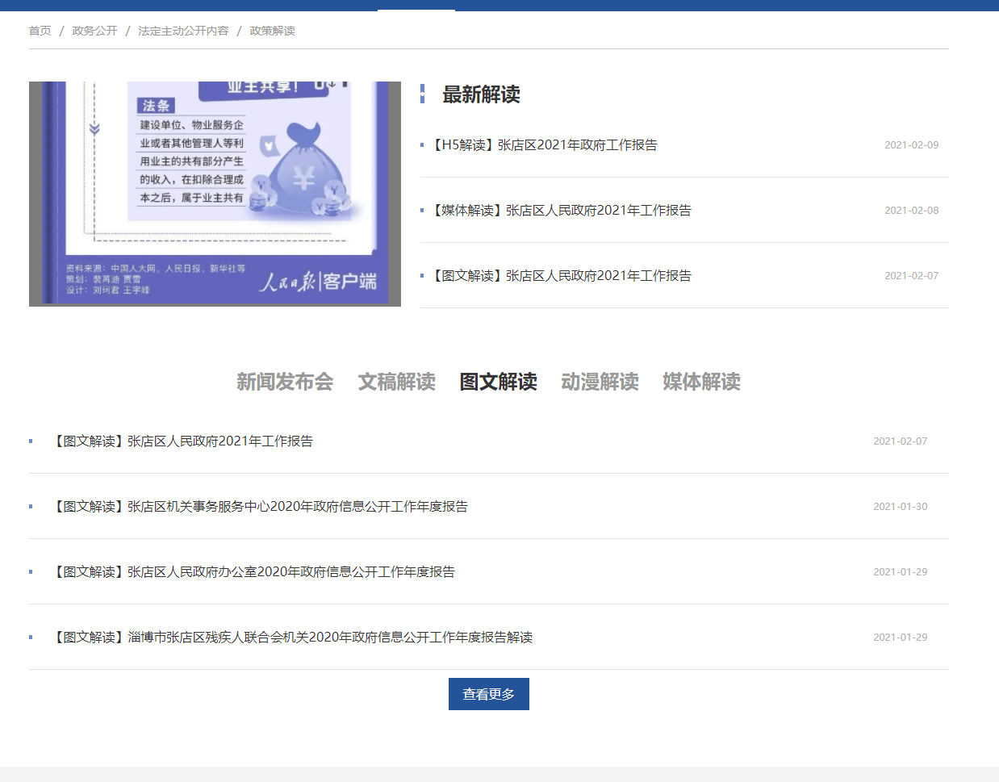 首页 / 政务公开 / 法定主动公开内容 / 政策解读
业主共享!
法条
建设单位、物业服务企
业或者其他管理人等利
用业主的共有部分产生
的收入,在扣除合理成
本之后,属于业主共有
资料来源:中国人大网、人民日报、新华社等
策划:裴苒迪 贾雪
设计:刘珂君 王宇峰
人民日报|客户端
最新解读
【H5解读】张店区2021年政府工作报告 2021-02-09
【媒体解读】张店区人民政府2021年工作报告 2021-02-08
【图文解读】张店区人民政府2021年工作报告 2021-02-07
新闻发布会 文稿解读 图文解读 动漫解读 媒体解读
【图文解读】张店区人民政府2021年工作报告 2021-02-07
【图文解读】张店区机关事务服务中心2020年政府信息公开工作年度报告 2021-01-30
【图文解读】张店区人民政府办公室2020年政府信息公开工作年度报告 2021-01-29
【图文解读】淄博市张店区残疾人联合会机关2020年政府信息公开工作年度报告解读 2021-01-29
查看更多